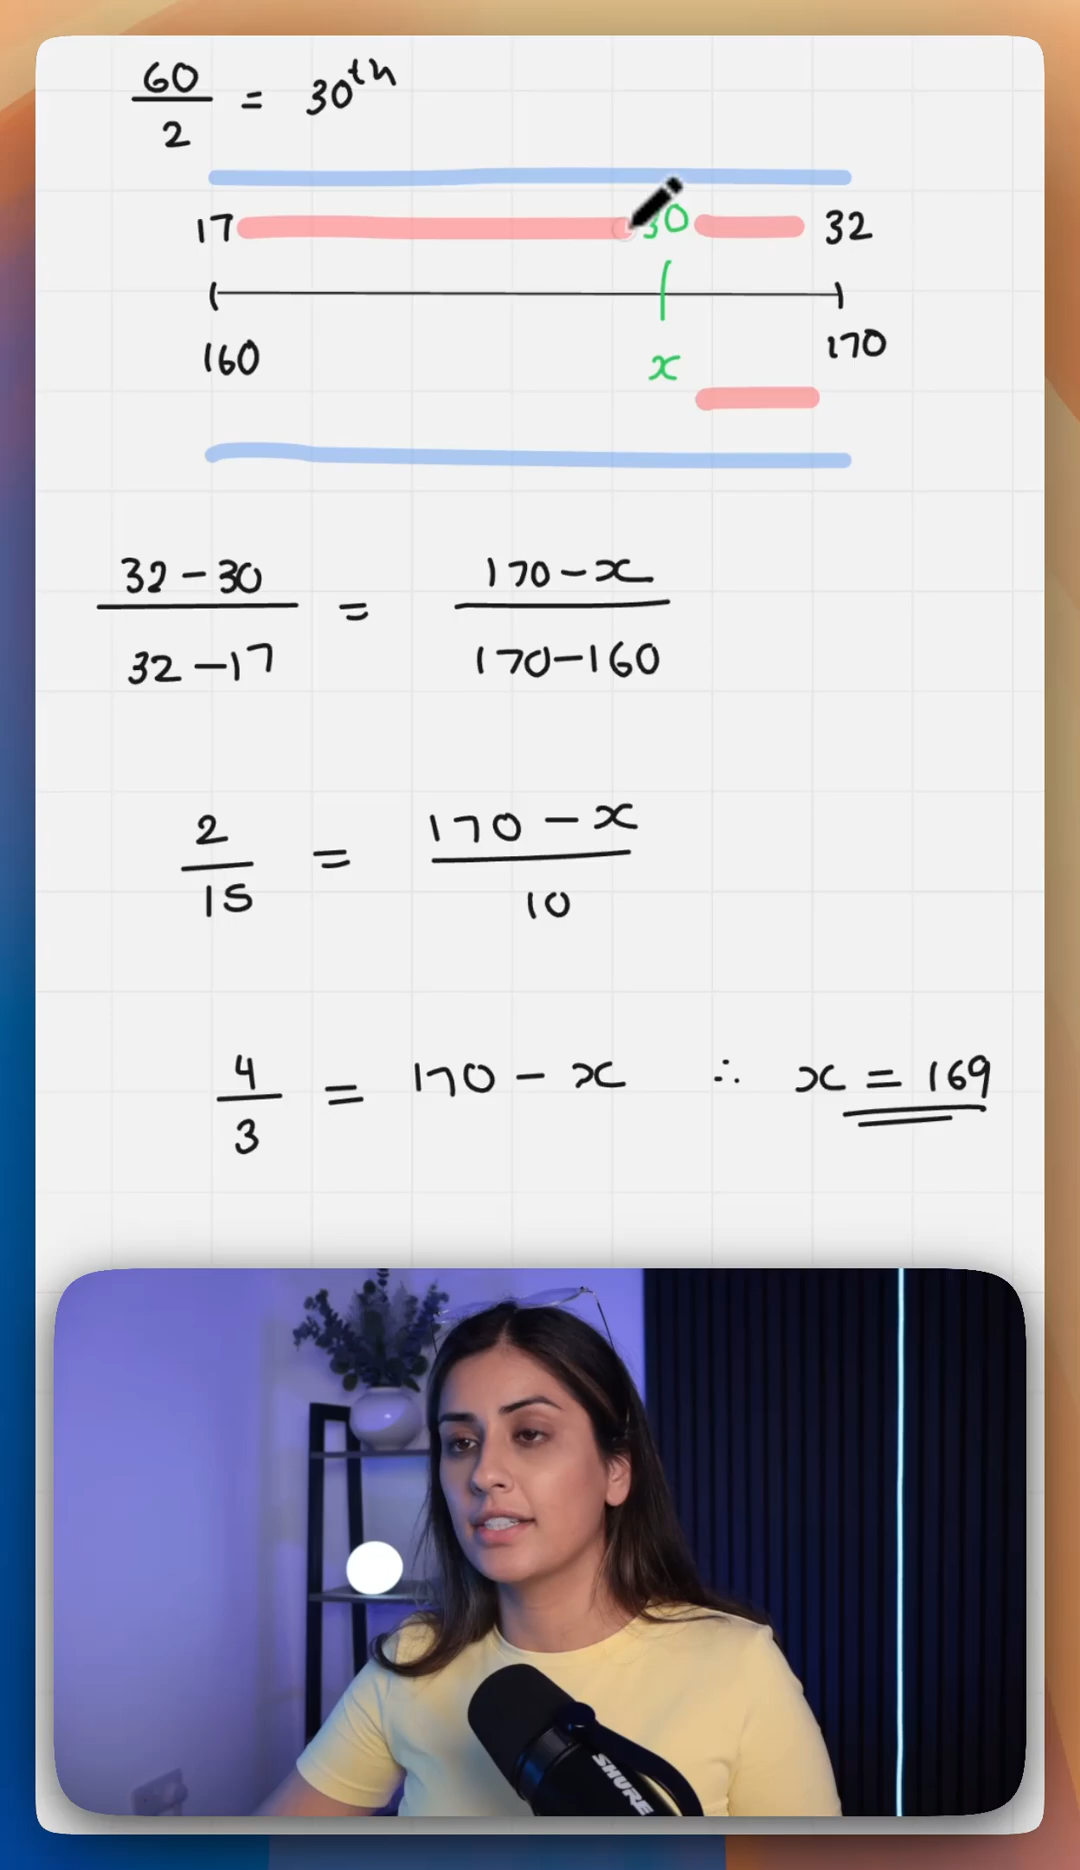 60/2 = 30th
17 30 32
160 x 170
32 - 30 / 32 - 17 = 170 - x / 170 - 160
2/15 = 170 - x / 10
4/3 = 170 - x ∴ x = 169
SHURE